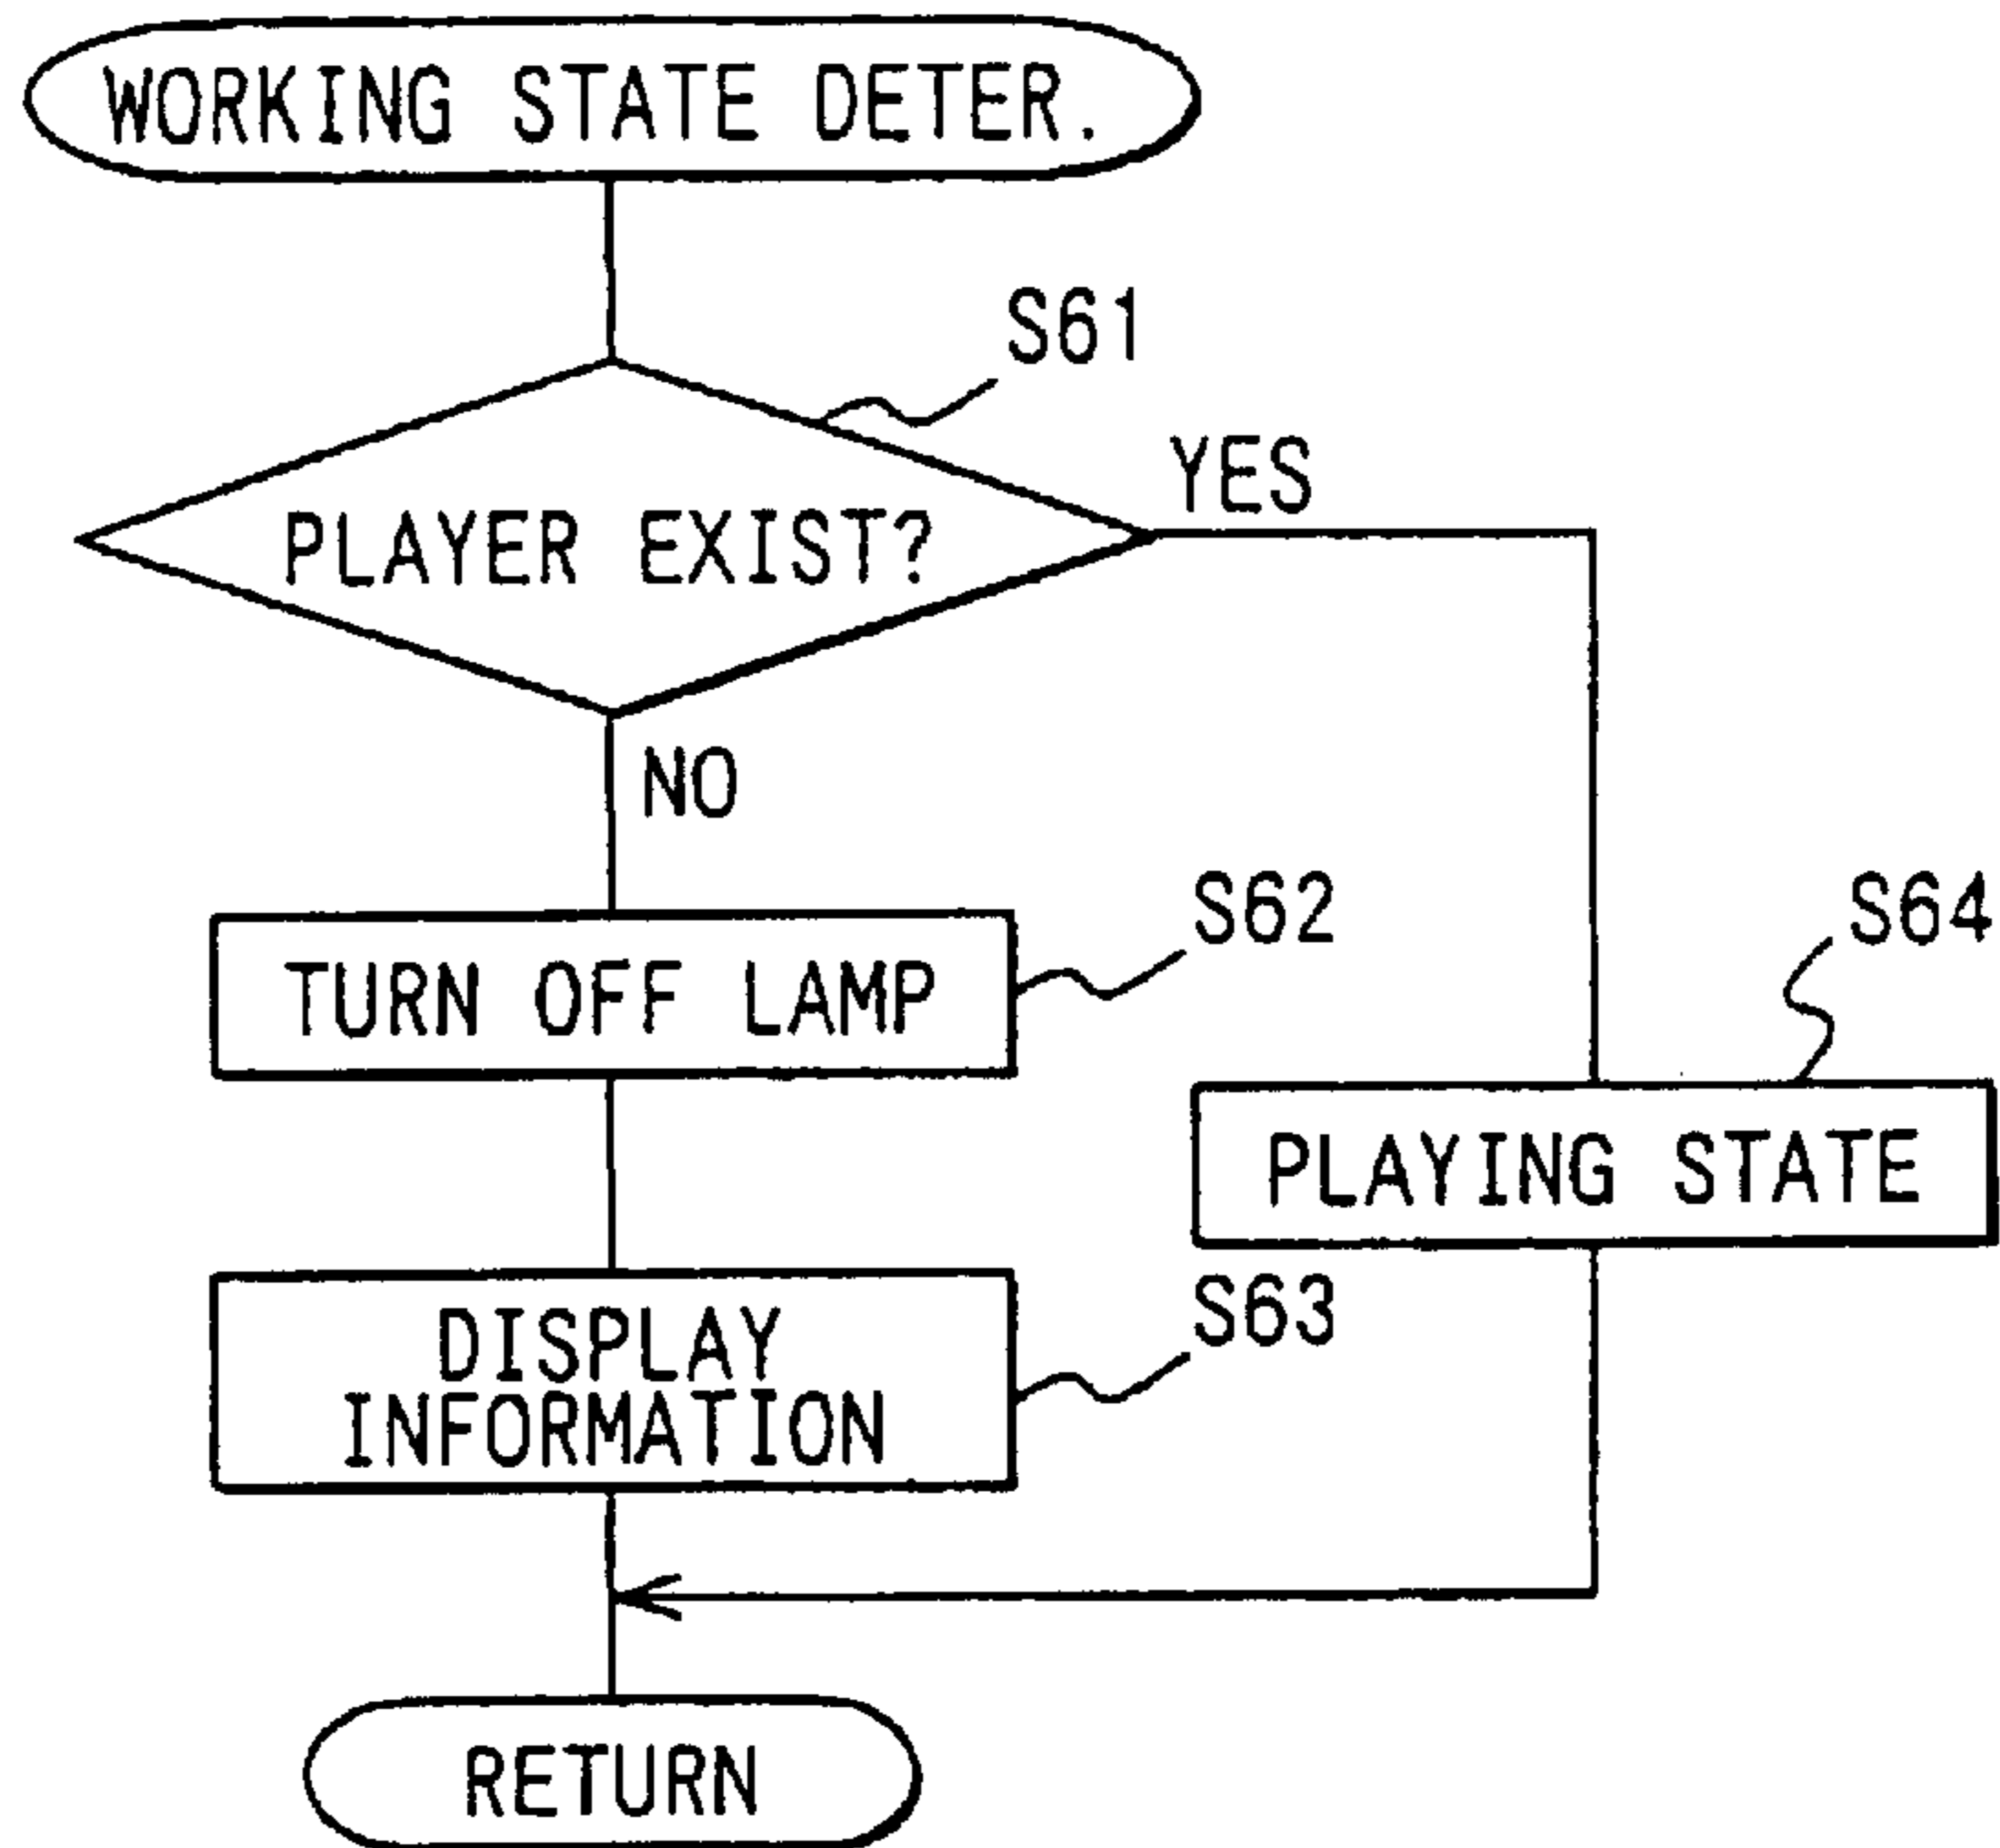 WORKING STATE DETER.
S61
YES
PLAYER EXIST?
NO
S62
S64
TURN OFF LAMP
PLAYING STATE
S63
DISPLAY
INFORMATION
RETURN